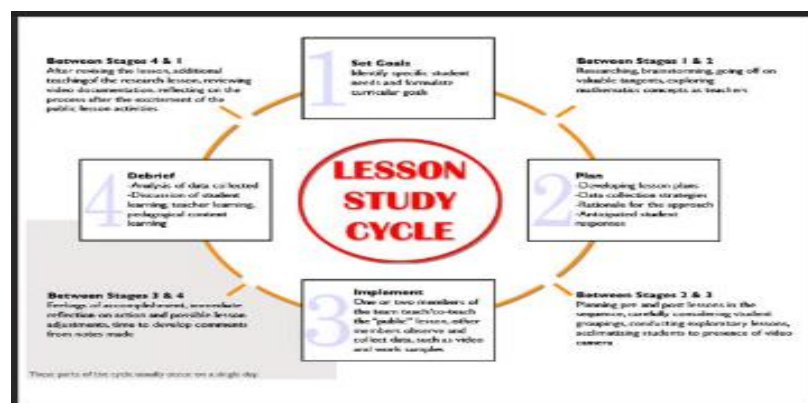 Between Stages 4 & 1
After revising the lesson, additional
teaching of the research lesson, reviewing
video documentation, reflecting on the
process after the excitement of the
public lesson activities
1
Set Goals
Identify specific student
needs and formulate
curricular goals
Between Stages 1 & 2
Researching, brainstorming, going off on
valuable tangents, exploring
mathematics concepts as teachers
4
Debrief
-Analysis of data collected
-Discussion of student
learning, teacher learning,
pedagogical content
learning
LESSON
STUDY
CYCLE
2
Plan
-Developing lesson plans
-Data collection strategies
-Rationale for the approach
-Anticipated student
responses
Between Stages 3 & 4
Feelings of accomplishment, immediate
reflection on action and possible lesson
adjustments, time to develop comments
from notes made
3
Implement
One or two members of
the team teach/co-teach
the "public" lesson, other
members observe and
collect data, such as video
and work samples
Between Stages 2 & 3
Planning pre and post lessons in the
sequence, carefully considering student
groupings, conducting exploratory lessons,
acclimatizing students to presence of video
camera
These parts of the cycle usually occur on a single day.